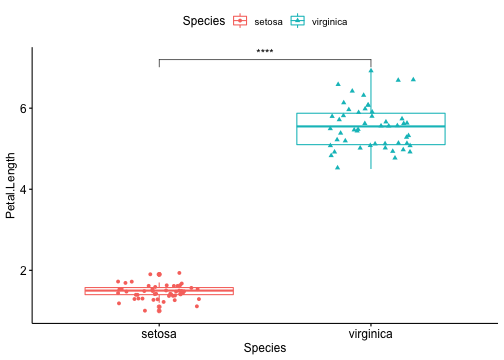 Species setosa virginica
****
Petal.Length
6
4
2
setosa virginica
Species